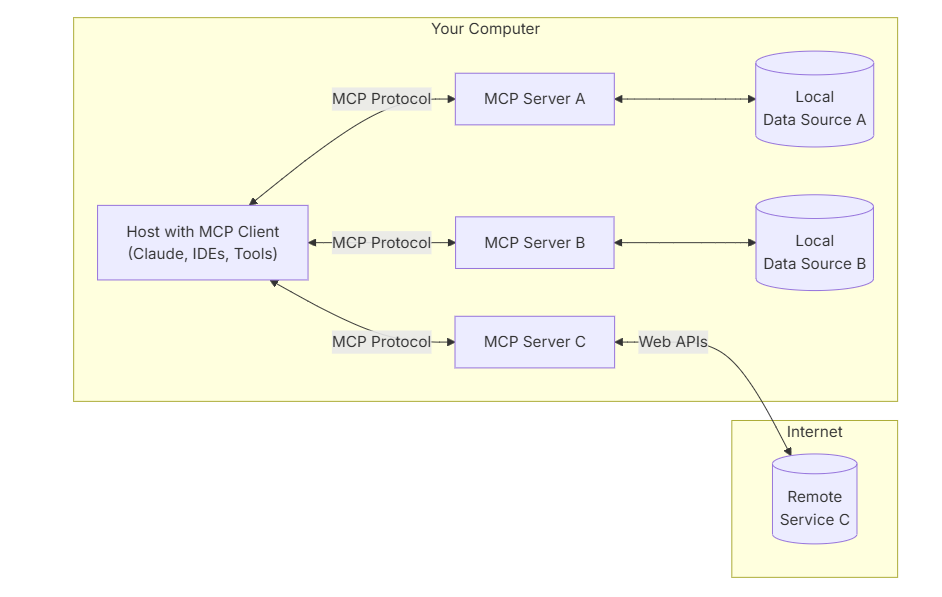 Your Computer
MCP Protocol
MCP Server A
Local
Data Source A
Host with MCP Client
(Claude, IDEs, Tools)
MCP Protocol
MCP Server B
Local
Data Source B
MCP Protocol
MCP Server C
Web APIs
Internet
Remote
Service C